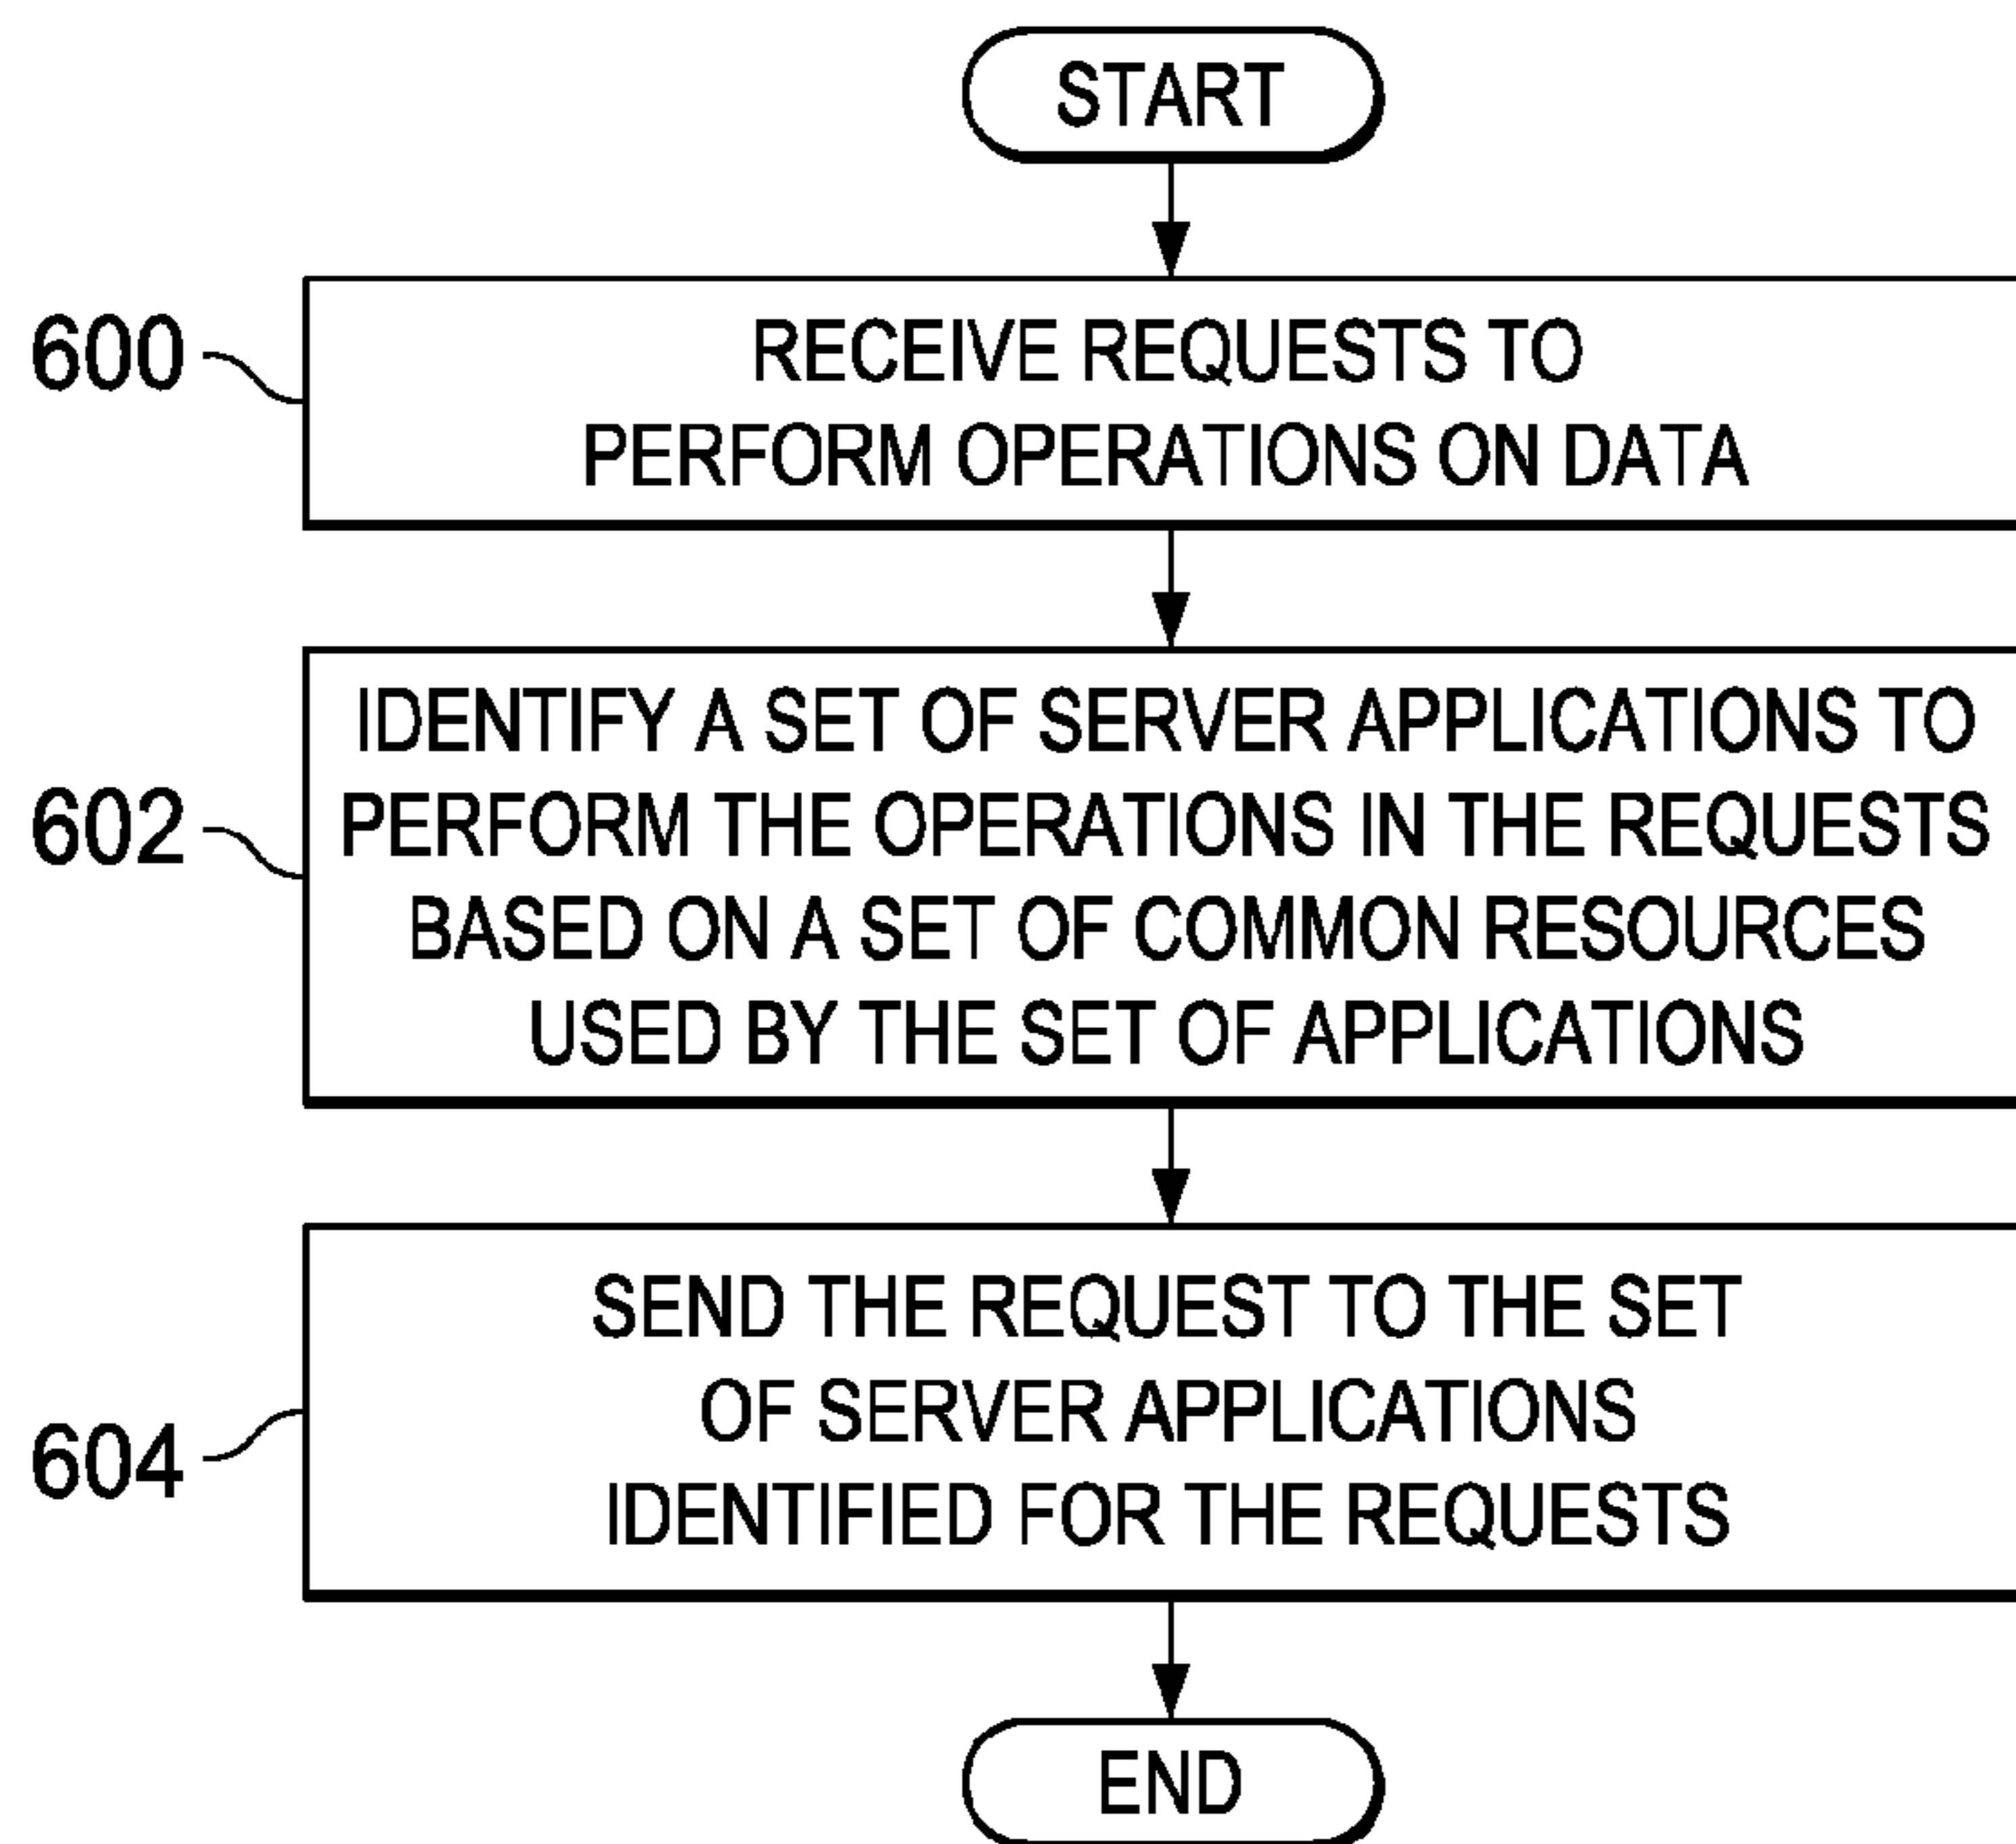 START
600
RECEIVE REQUESTS TO
PERFORM OPERATIONS ON DATA
602
IDENTIFY A SET OF SERVER APPLICATIONS TO
PERFORM THE OPERATIONS IN THE REQUESTS
BASED ON A SET OF COMMON RESOURCES
USED BY THE SET OF APPLICATIONS
604
SEND THE REQUEST TO THE SET
OF SERVER APPLICATIONS
IDENTIFIED FOR THE REQUESTS
END